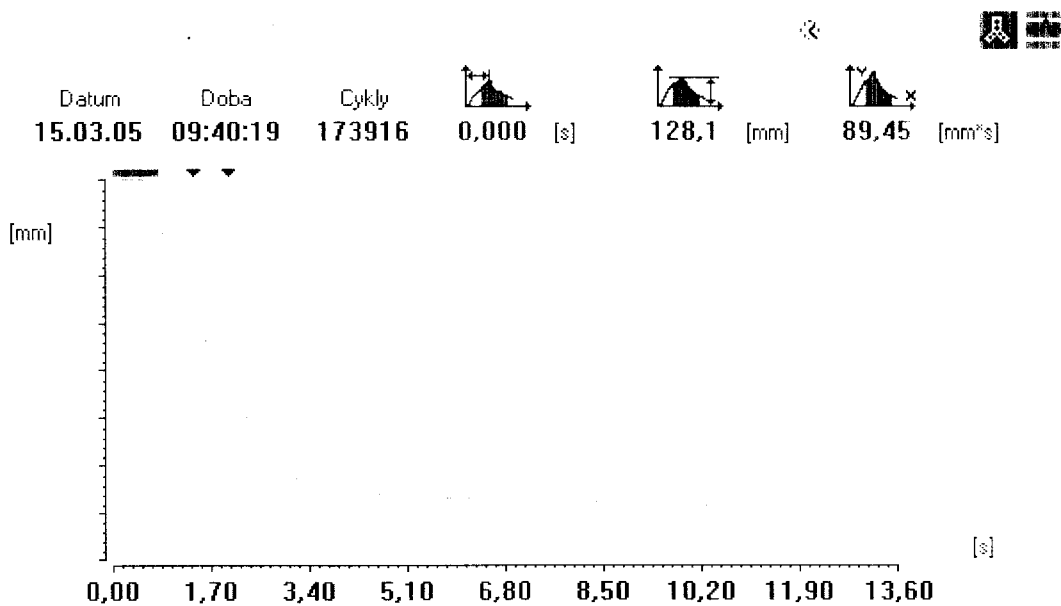 Datum Doba Cykly
15.03.05 09:40:19 173916 0,000 [s] 128,1 [mm] 89,45 [mm*s]
[mm]
[s]
0,00 1,70 3,40 5,10 6,80 8,50 10,20 11,90 13,60